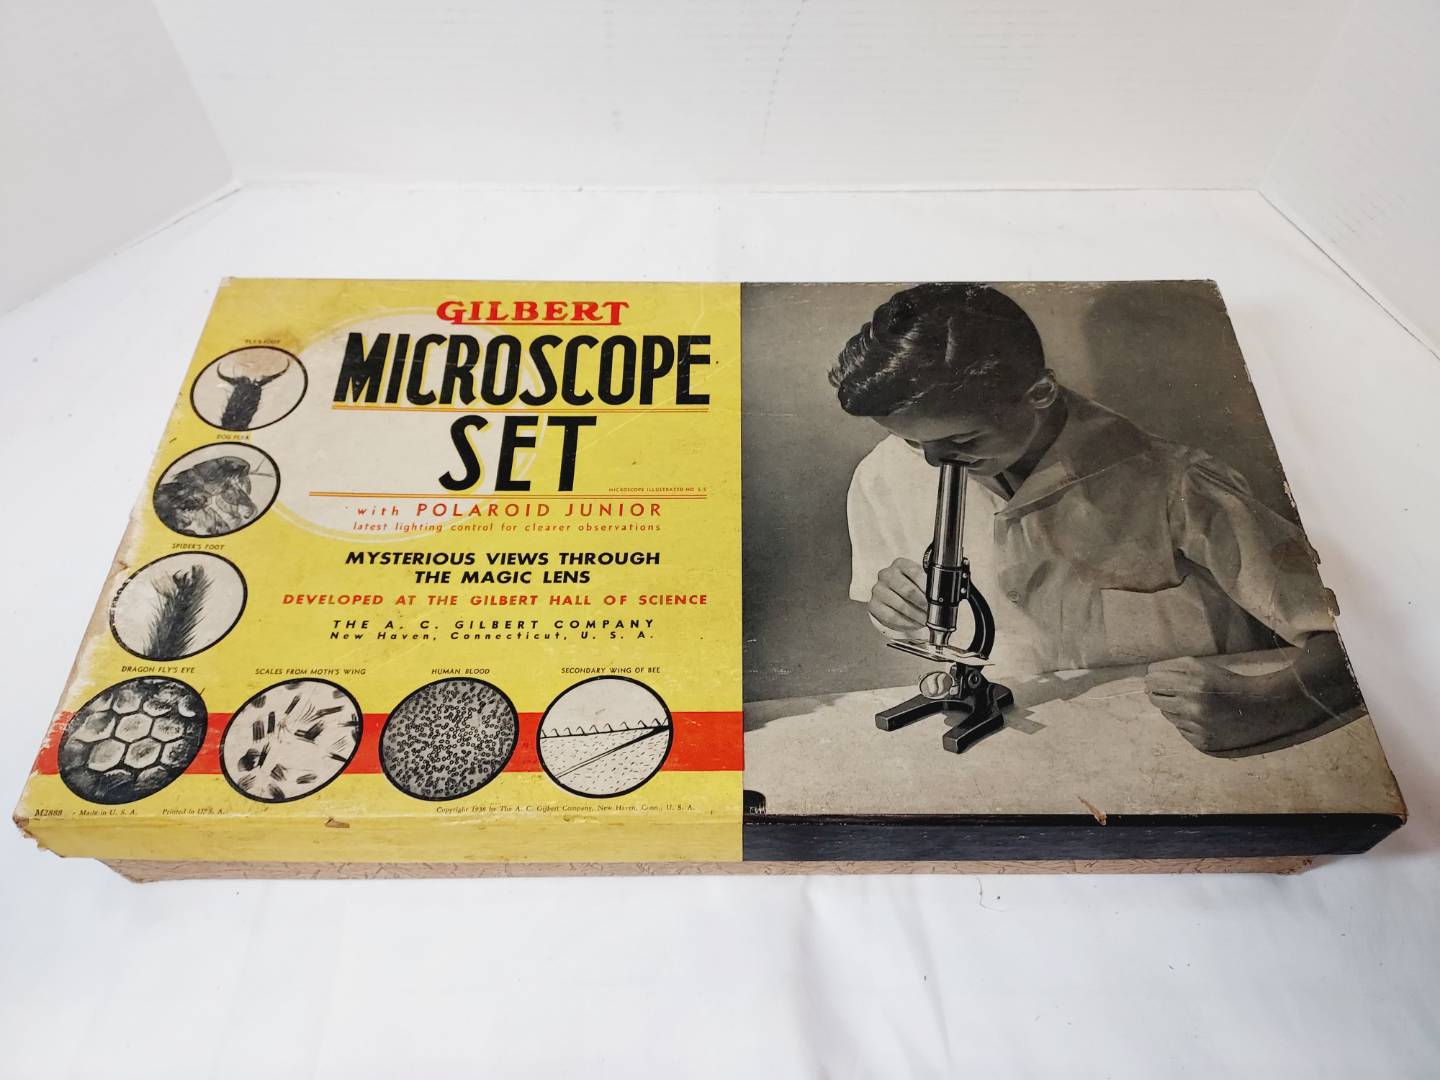 GILBERT
MICROSCOPE
SET
MICROSCOPE ILLUSTRATED NO
with POLAROID JUNIOR
latest lighting control for clearer observations
MYSTERIOUS VIEWS THROUGH
THE MAGIC LENS
DEVELOPED AT THE GILBERT HALL OF SCIENCE
THE A. C. GILBERT COMPANY
New Haven, Connecticut, U. S. A.
FLY'S FOOT
DOG FLEA
SPIDER'S FOOT
DRAGON FLY'S EYE
SCALES FROM MOTH'S WING
HUMAN BLOOD
SECONDARY WING OF BEE
M2888 Made in U. S. A. Printed in U. S. A.
Copyright 1938 by The A. C. Gilbert Company, New Haven, Conn., U. S. A.